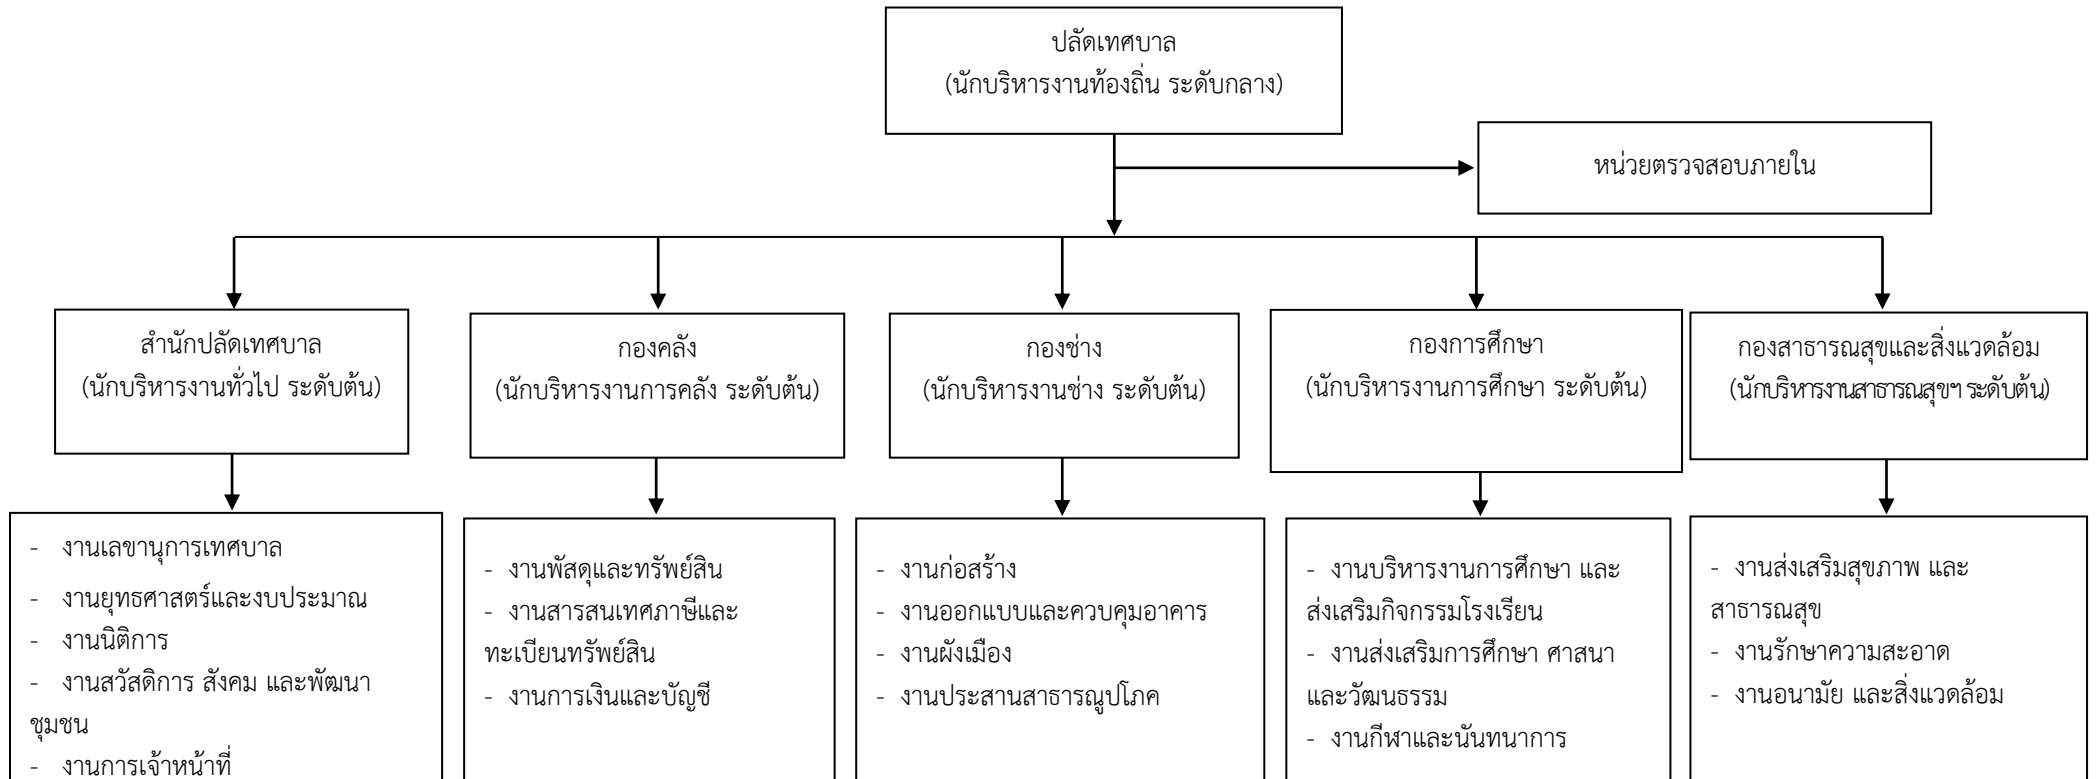 ปลัดเทศบาล
(นักบริหารงานท้องถิ่น ระดับกลาง)
หน่วยตรวจสอบภายใน
สำนักปลัดเทศบาล
(นักบริหารงานทั่วไป ระดับต้น)
กองคลัง
(นักบริหารงานการคลัง ระดับต้น)
กองช่าง
(นักบริหารงานช่าง ระดับต้น)
กองการศึกษา
(นักบริหารงานการศึกษา ระดับต้น)
กองสาธารณสุขและสิ่งแวดล้อม
(นักบริหารงานสาธารณสุขฯ ระดับต้น)
- งานเลขานุการเทศบาล
- งานยุทธศาสตร์และงบประมาณ
- งานนิติการ
- งานสวัสดิการ สังคม และพัฒนา
ชุมชน
- งานการเจ้าหน้าที่
- งานพัสดุและทรัพย์สิน
- งานสารสนเทศภาษีและ
ทะเบียนทรัพย์สิน
- งานการเงินและบัญชี
- งานก่อสร้าง
- งานออกแบบและควบคุมอาคาร
- งานผังเมือง
- งานประสานสาธารณูปโภค
- งานบริหารงานการศึกษา และ
ส่งเสริมกิจกรรมโรงเรียน
- งานส่งเสริมการศึกษา ศาสนา
และวัฒนธรรม
- งานกีฬาและนันทนาการ
- งานส่งเสริมสุขภาพ และ
สาธารณสุข
- งานรักษาความสะอาด
- งานอนามัย และสิ่งแวดล้อม